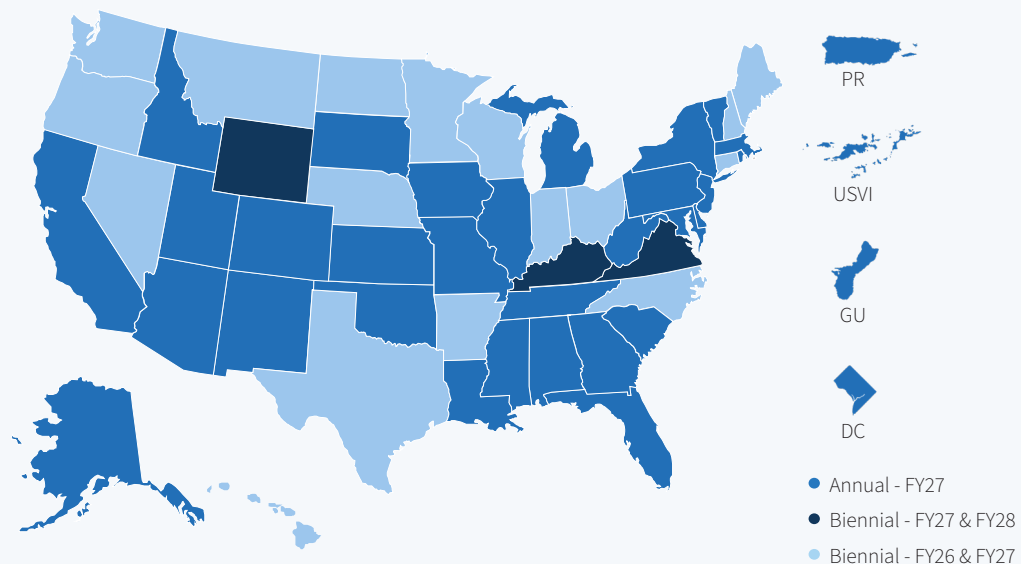 PR
USVI
GU
DC
Annual - FY27
Biennial - FY27 & FY28
Biennial - FY26 & FY27